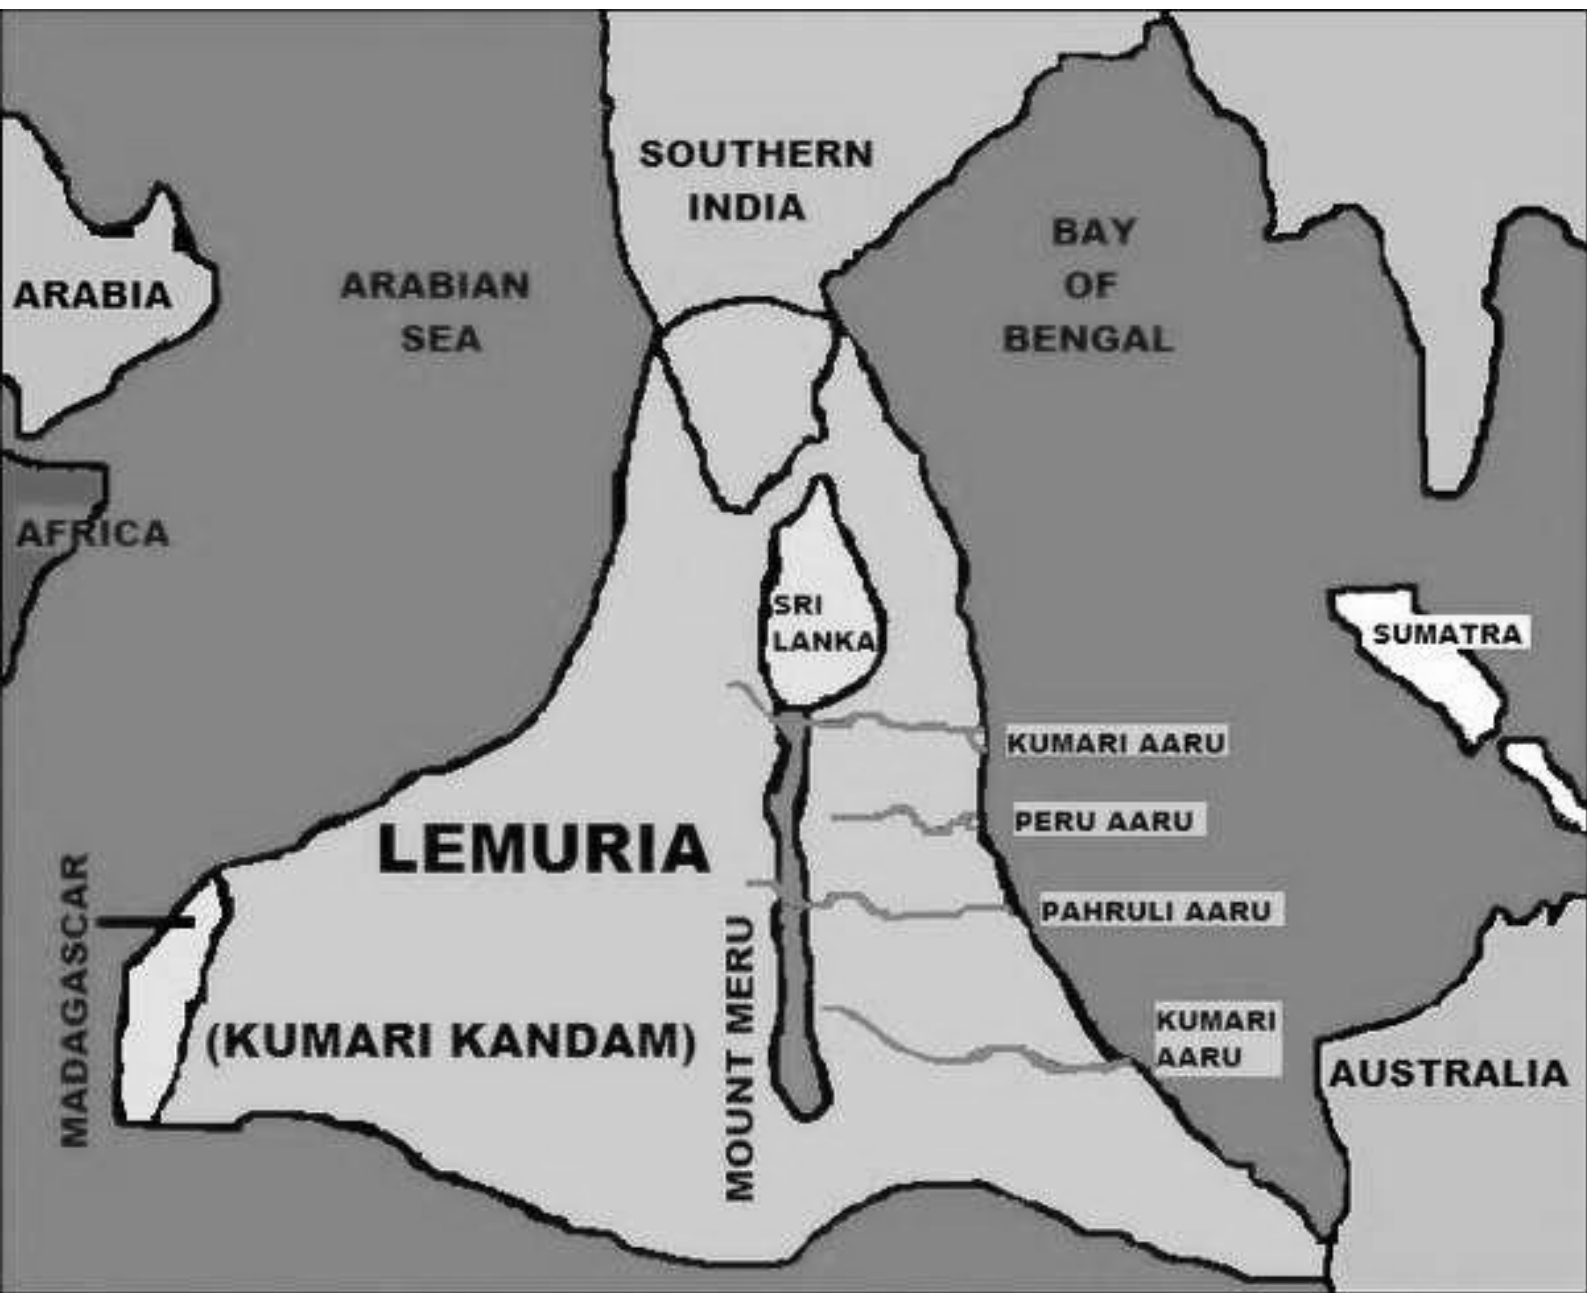 SOUTHERN
INDIA
BAY
OF
BENGAL
ARABIA
ARABIAN
SEA
AFRICA
SRI
LANKA
SUMATRA
KUMARI AARU
PERU AARU
LEMURIA
MADAGASCAR
PAHRULI AARU
MOUNT MERU
(KUMARI KANDAM)
KUMARI
AARU
AUSTRALIA